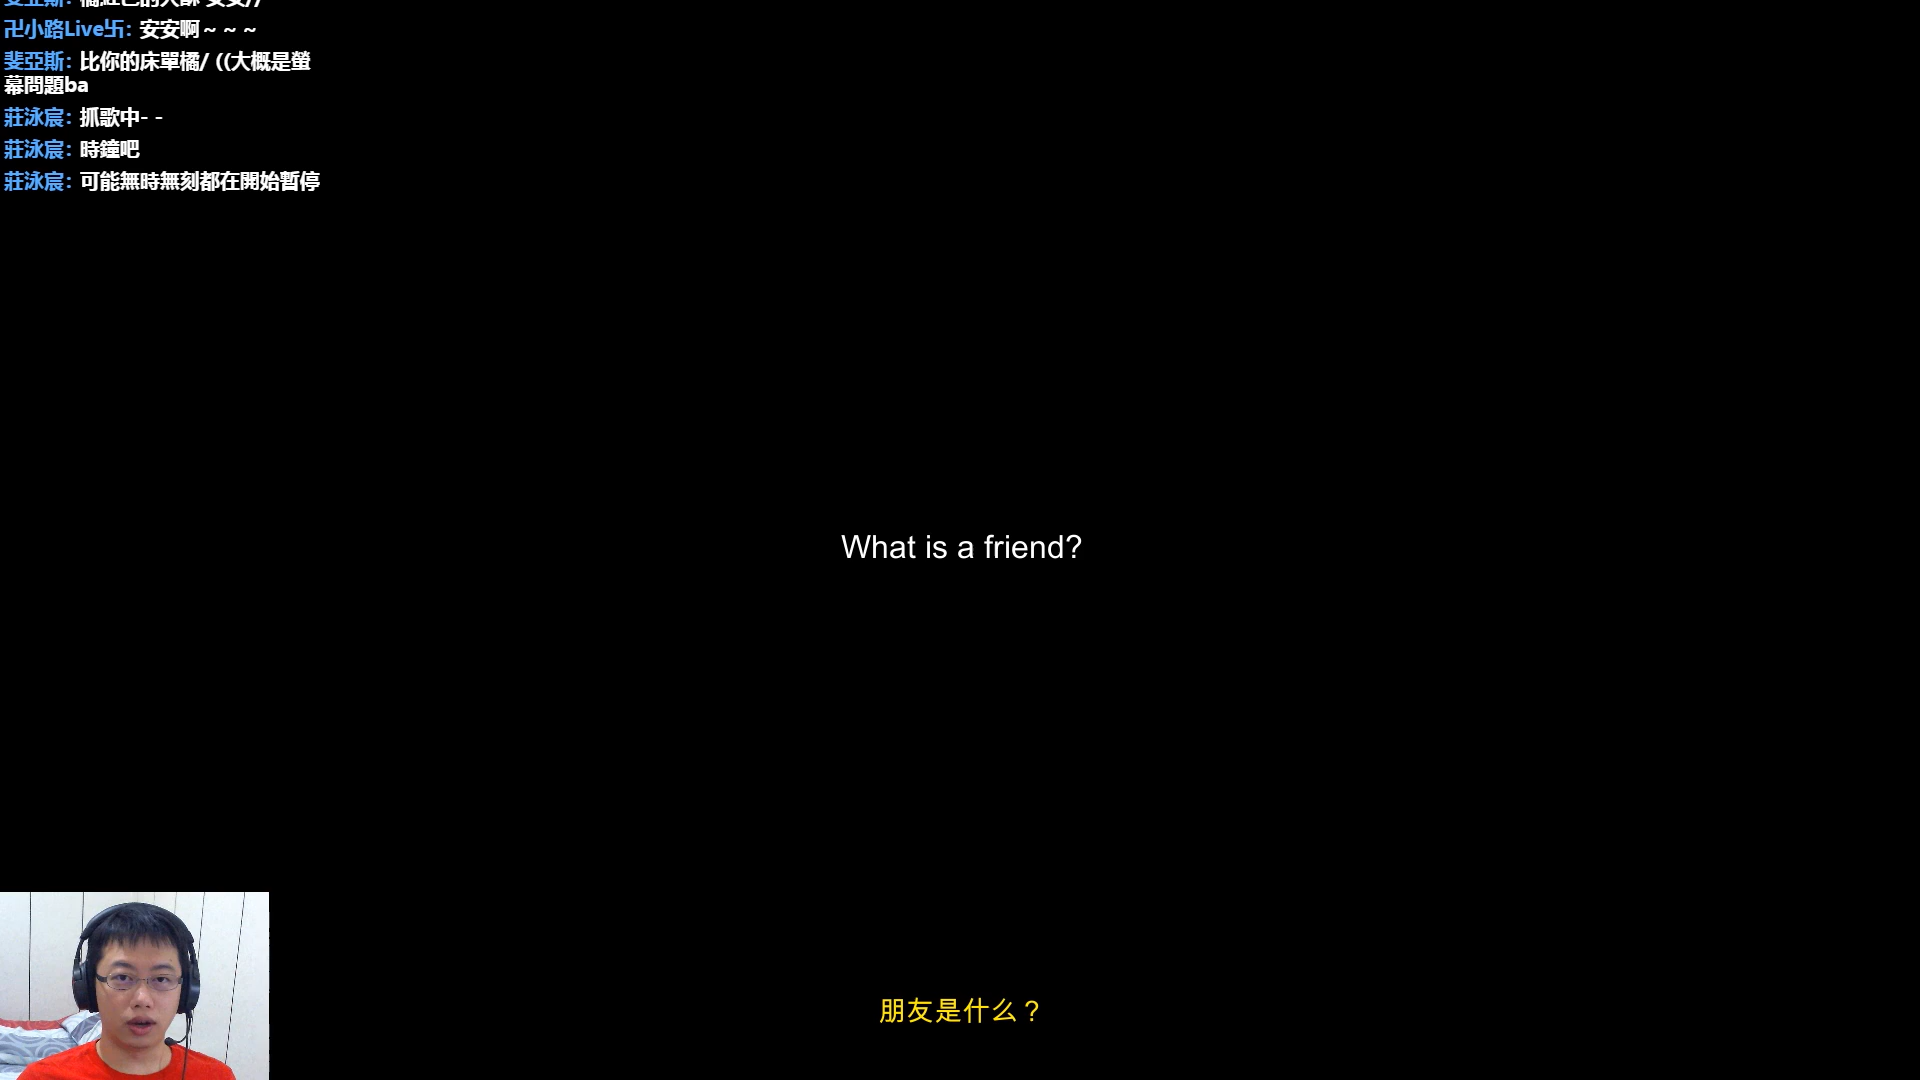 卍小路Live卐: 安安啊~ ~ ~
斐亞斯: 比你的床單橘/ ((大概是螢
幕問題ba
莊泳宸: 抓歌中- -
莊泳宸: 時鐘吧
莊泳宸: 可能無時無刻都在開始暫停
What is a friend?
朋友是什么？